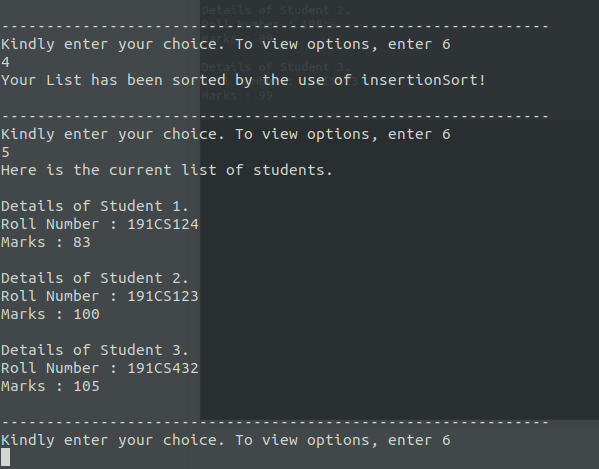 Details of Student 2.
------------------------------------------------------------
Kindly enter your choice. To view options, enter 6
4
Details of Student 3.
Your List has been sorted by the use of insertionSort!
Marks : 99
------------------------------------------------------------
Kindly enter your choice. To view options, enter 6
5
Here is the current list of students.
Details of Student 1.
Roll Number : 191CS124
Marks : 83
Details of Student 2.
Roll Number : 191CS123
Marks : 100
Details of Student 3.
Roll Number : 191CS432
Marks : 105
------------------------------------------------------------
Kindly enter your choice. To view options, enter 6